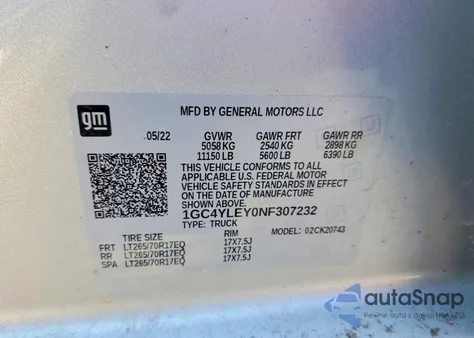 gm
MFD BY GENERAL MOTORS LLC
05/22 GVWR GAWR FRT GAWR RR
5058 KG 2540 KG 2898 KG
11150 LB 5600 LB 6390 LB
THIS VEHICLE CONFORMS TO ALL
APPLICABLE U.S. FEDERAL MOTOR
VEHICLE SAFETY STANDARDS IN EFFECT
ON THE DATE OF MANUFACTURE
SHOWN ABOVE.
1GC4YLEY0NF307232
TYPE: TRUCK MODEL: 02CK20743
TIRE SIZE RIM
FRT LT265/70R17EQ 17X7.5J
RR LT265/70R17EQ 17X7.5J
SPA LT265/70R17EQ 17X7.5J
autaSnap
Pewne auta z